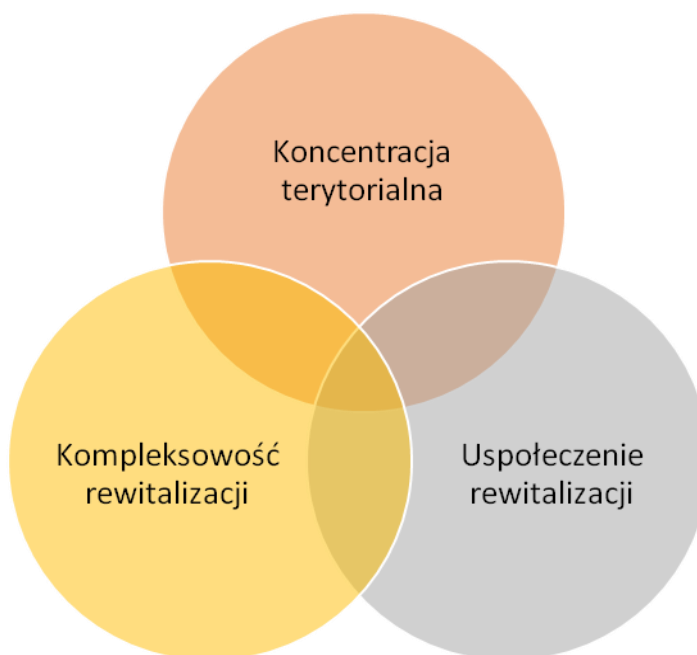 Koncentracja
terytorialna
Kompleksowość
rewitalizacji
Uspołeczenie
rewitalizacji